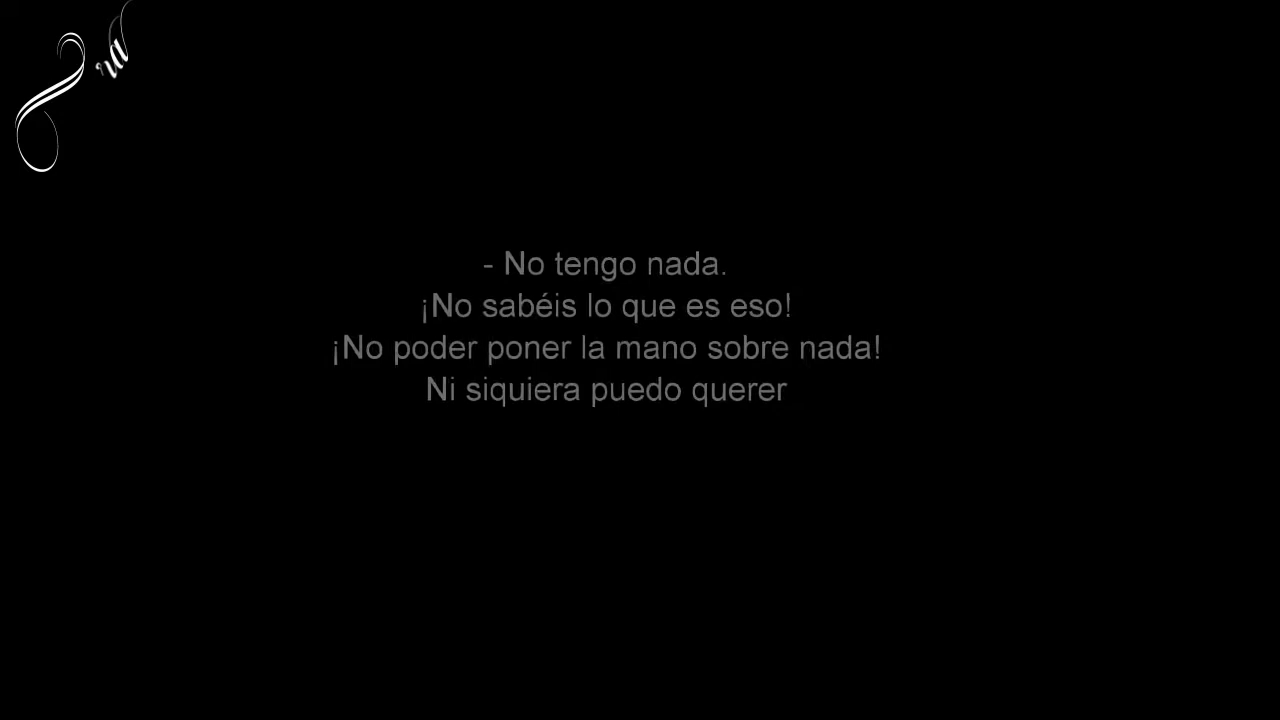 - No tengo nada.
¡No sabéis lo que es eso!
¡No poder poner la mano sobre nada!
Ni siquiera puedo querer